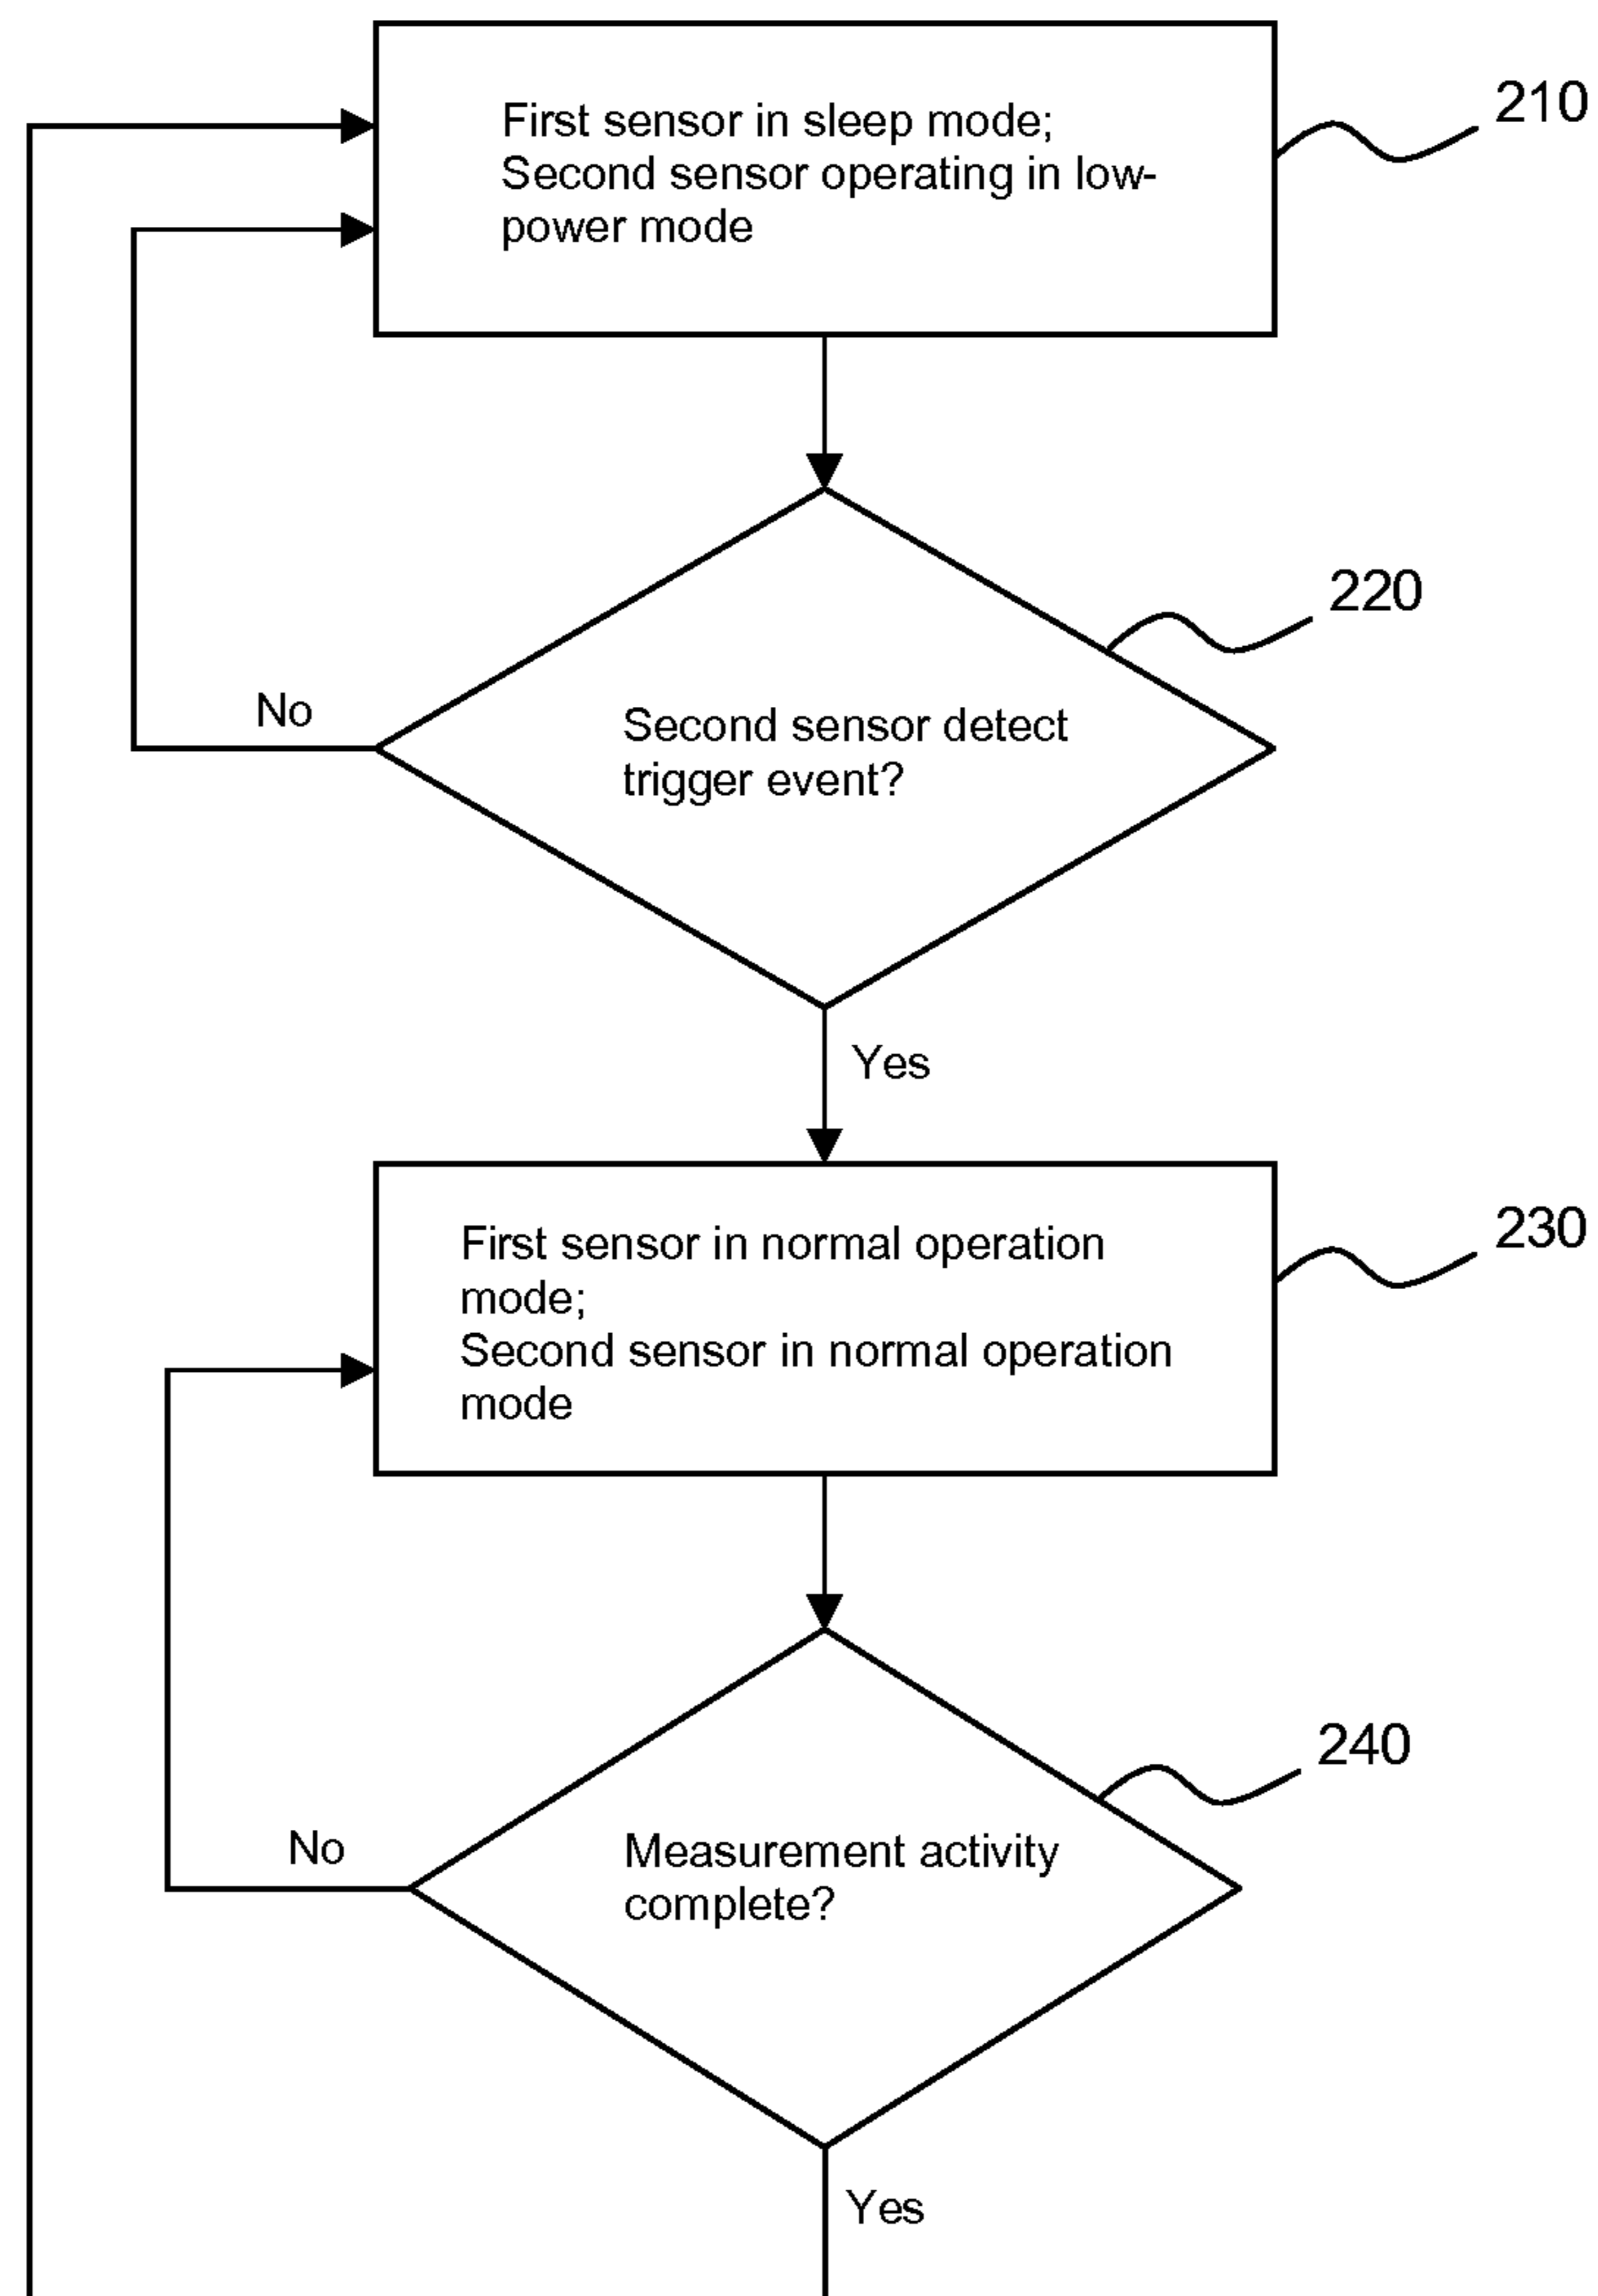 First sensor in sleep mode;
Second sensor operating in low-
power mode
210
220
No
Second sensor detect
trigger event?
Yes
First sensor in normal operation
mode;
Second sensor in normal operation
mode
230
240
No
Measurement activity
complete?
Yes